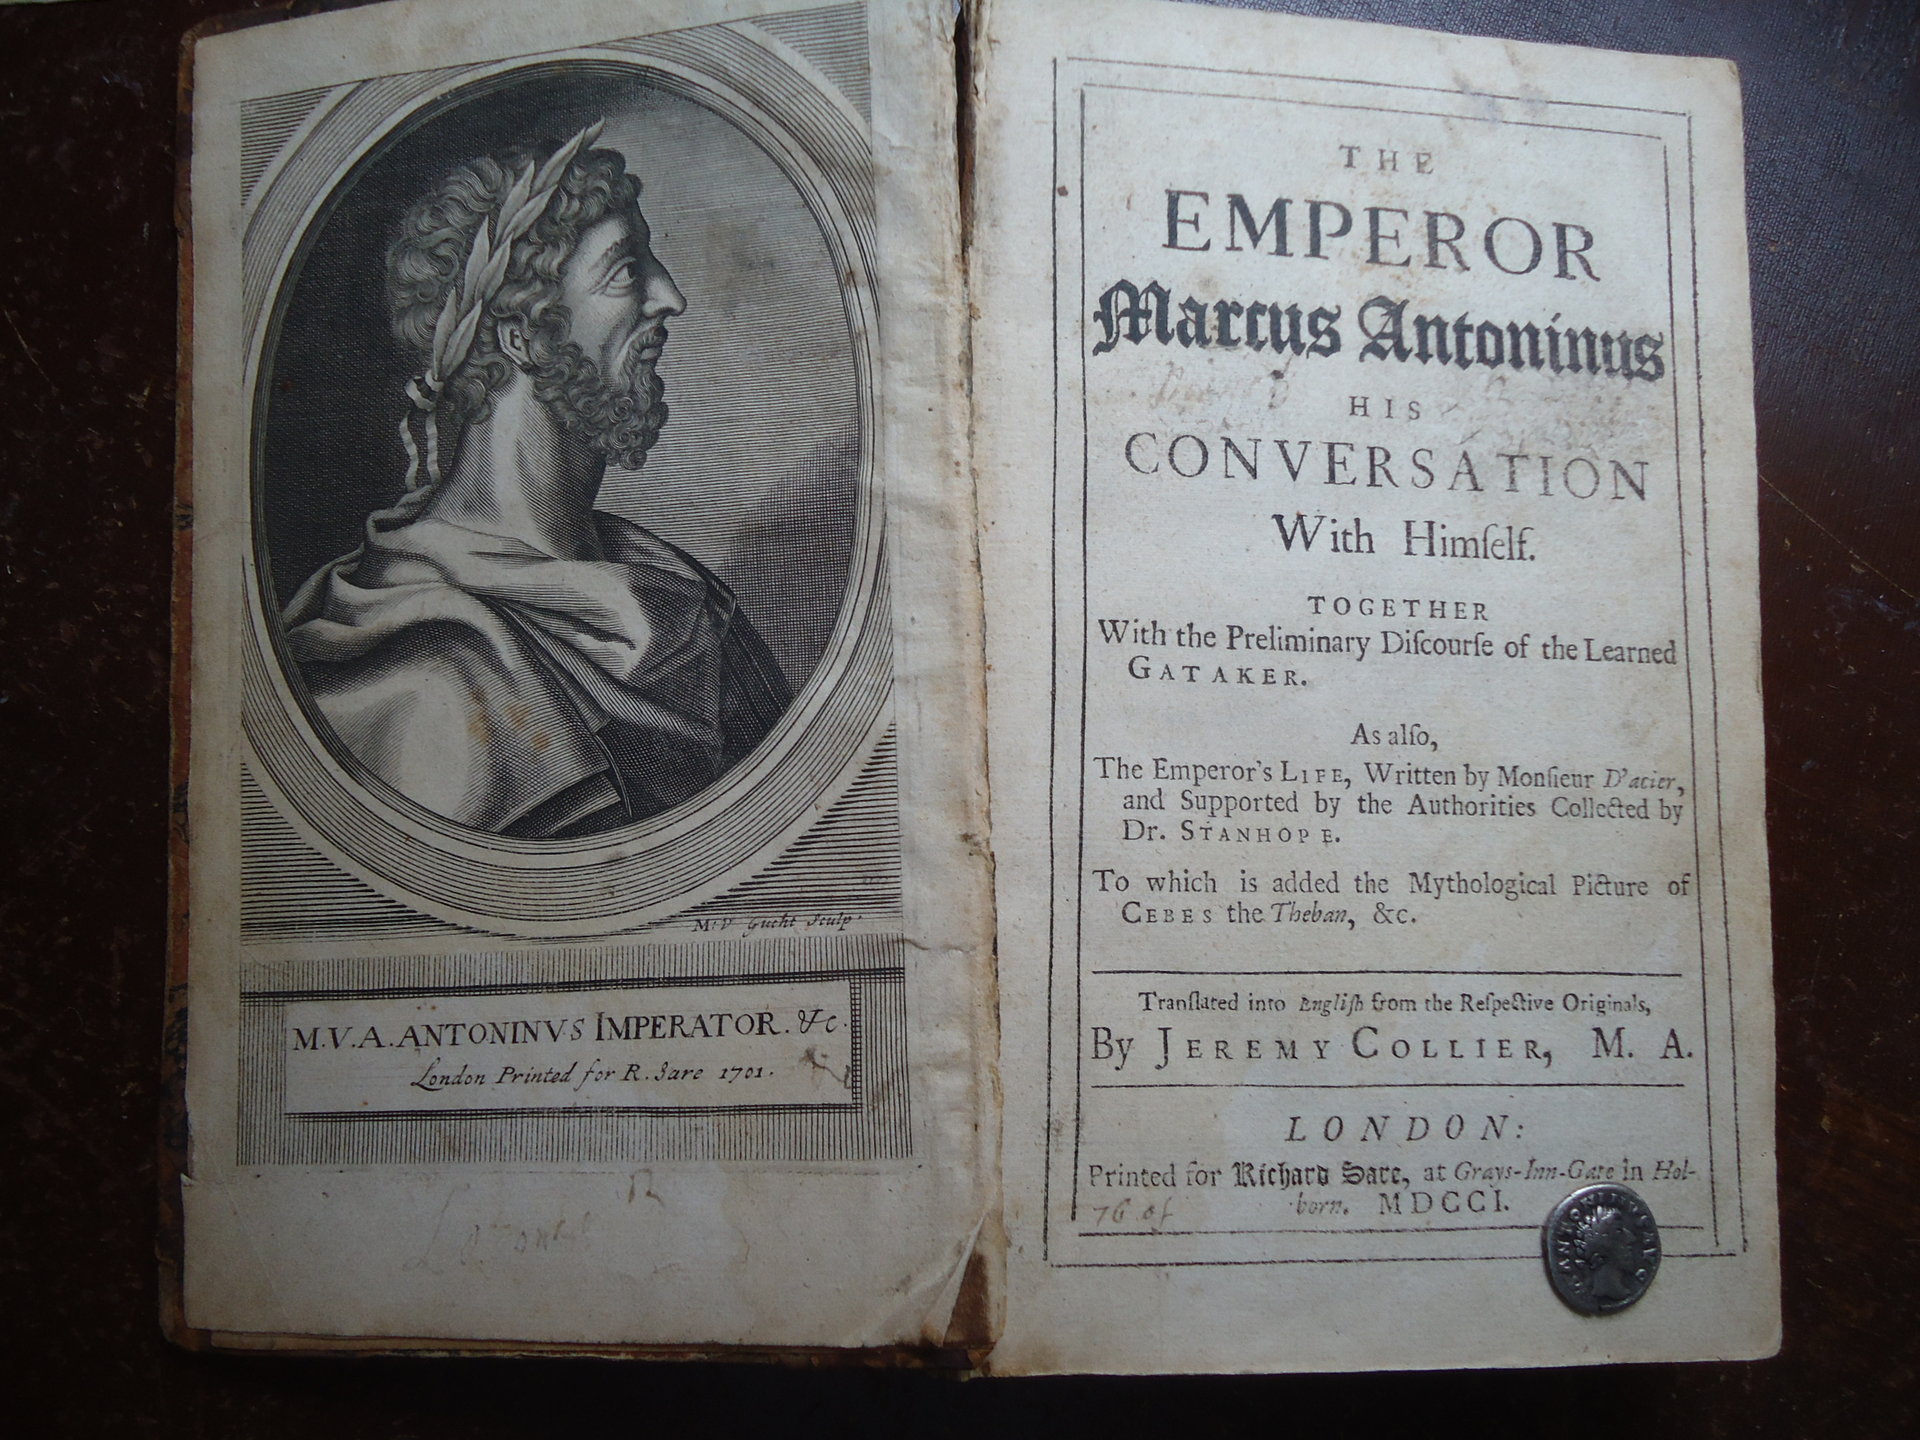 M: V Gucht Sculp.
M.V.A. ANTONINVS IMPERATOR. &c.
London Printed for R. Sare 1701.
THE
EMPEROR
Marcus Antoninus
HIS
CONVERSATION
With Himſelf.
TOGETHER
With the Preliminary Diſcourſe of the Learned
GATAKER.
As alſo,
The Emperor's LIFE, Written by Monſieur D'acier,
and Supported by the Authorities Collected by
Dr. STANHOPE.
To which is added the Mythological Picture of
CEBES the Theban, &c.
Tranſlated into Engliſh from the Reſpective Originals,
By JEREMY COLLIER, M. A.
LONDON:
Printed for Richard Sare, at Grays-Inn-Gate in Hol-
born. MDCCI.
76 of
ANTONINVS AVG